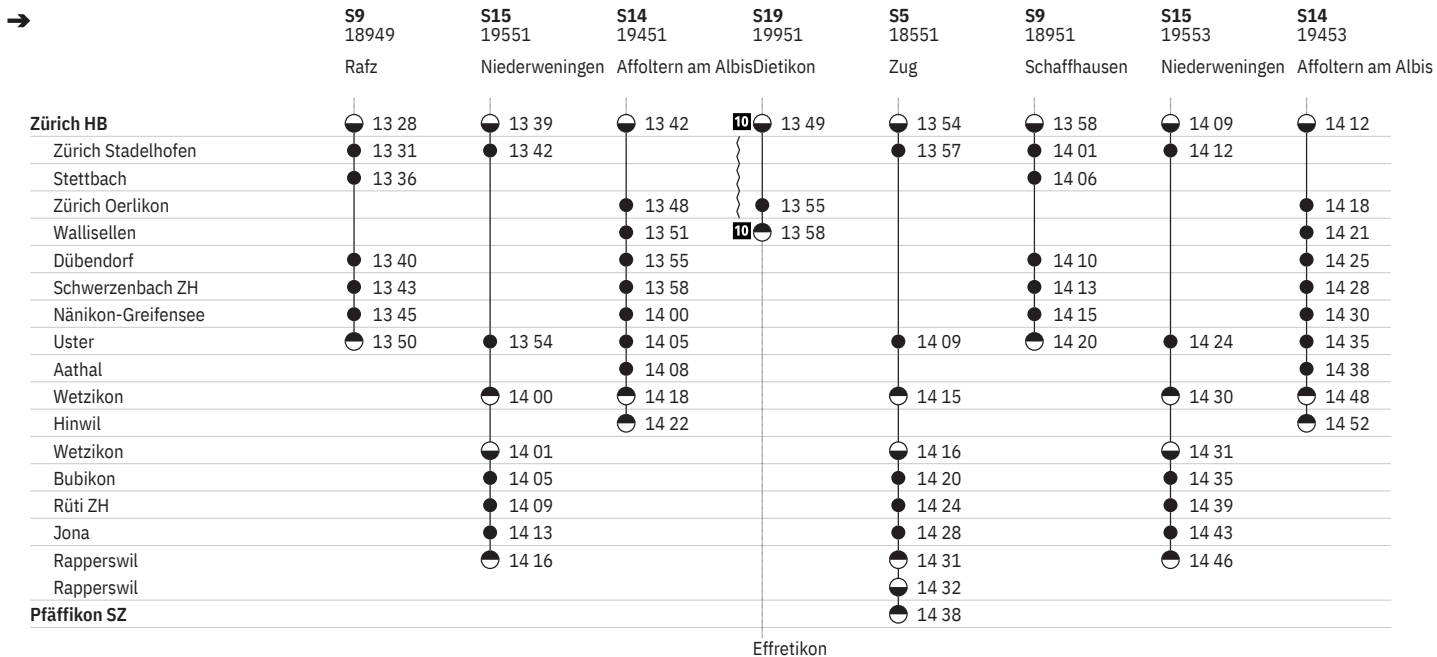 ➔ S9 S15 S14 S19 S5 S9 S15 S14
18949 19551 19451 19951 18551 18951 19553 19453
Rafz Niederweningen Affoltern am Albis Dietikon Zug Schaffhausen Niederweningen Affoltern am Albis
Zürich HB 13 28 13 39 13 42 10 13 49 13 54 13 58 14 09 14 12
Zürich Stadelhofen 13 31 13 42 13 57 14 01 14 12
Stettbach 13 36 14 06
Zürich Oerlikon 13 48 13 55 14 18
Wallisellen 13 51 10 13 58 14 21
Dübendorf 13 40 13 55 14 10 14 25
Schwerzenbach ZH 13 43 13 58 14 13 14 28
Nänikon-Greifensee 13 45 14 00 14 15 14 30
Uster 13 50 13 54 14 05 14 09 14 20 14 24 14 35
Aathal 14 08 14 38
Wetzikon 14 00 14 18 14 15 14 30 14 48
Hinwil 14 22 14 52
Wetzikon 14 01 14 16 14 31
Bubikon 14 05 14 20 14 35
Rüti ZH 14 09 14 24 14 39
Jona 14 13 14 28 14 43
Rapperswil 14 16 14 31 14 46
Rapperswil 14 32
Pfäffikon SZ 14 38
Effretikon